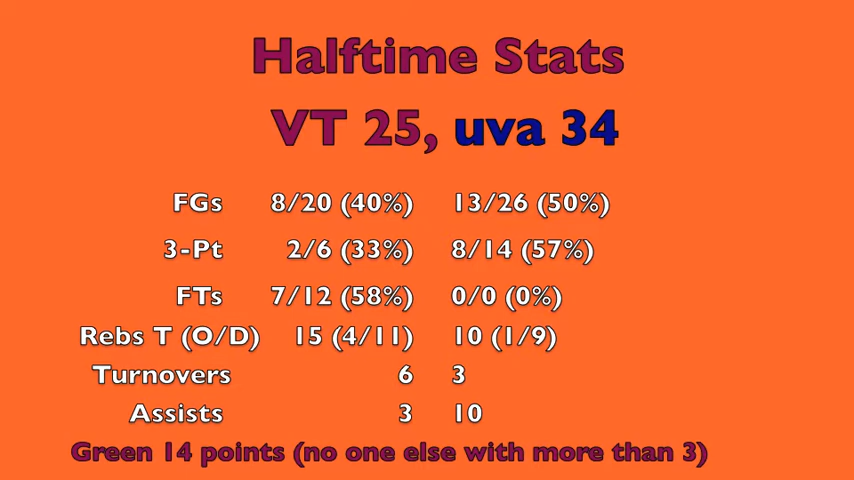 Halftime Stats
VT 25, uva 34
FGs 8/20 (40%) 13/26 (50%)
3-Pt 2/6 (33%) 8/14 (57%)
FTs 7/12 (58%) 0/0 (0%)
Rebs T (O/D) 15 (4/11) 10 (1/9)
Turnovers 6 3
Assists 3 10
Green 14 points (no one else with more than 3)